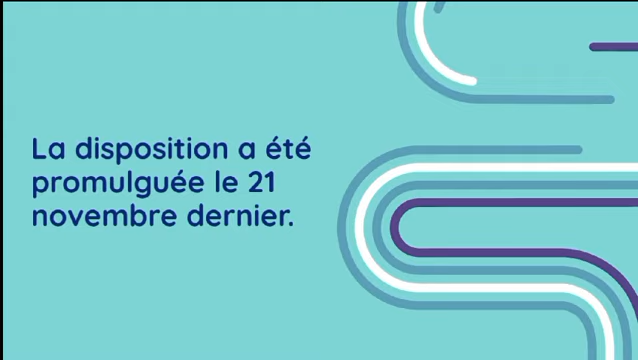 La disposition a été
promulguée le 21
novembre dernier.